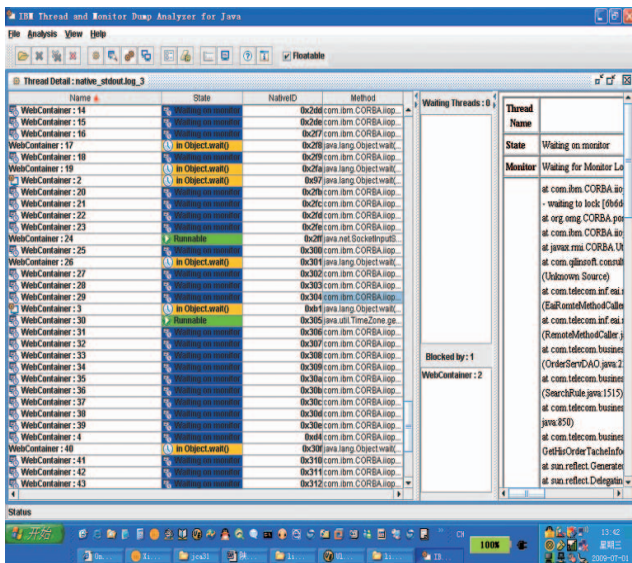 IBM Thread and Monitor Dump Analyzer for Java
File Analysis View Help
Floatable
Thread Detail : native_stdout.log_3
Name State NativeID Method
WebContainer : 14 Waiting on monitor 0x2dd com.ibm.CORBA.iiop...
WebContainer : 15 Waiting on monitor 0x2de com.ibm.CORBA.iiop...
WebContainer : 16 Waiting on monitor 0x2f7 com.ibm.CORBA.iiop...
WebContainer : 17 in Object.wait() 0x2f8 java.lang.Object.wait(...
WebContainer : 18 Waiting on monitor 0x2f9 com.ibm.CORBA.iiop...
WebContainer : 19 in Object.wait() 0x2fa java.lang.Object.wait(...
WebContainer : 2 in Object.wait() 0x97 java.lang.Object.wait(...
WebContainer : 20 Waiting on monitor 0x2fb com.ibm.CORBA.iiop...
WebContainer : 21 Waiting on monitor 0x2fc com.ibm.CORBA.iiop...
WebContainer : 22 Waiting on monitor 0x2fd com.ibm.CORBA.iiop...
WebContainer : 23 Waiting on monitor 0x2fe com.ibm.CORBA.iiop...
WebContainer : 24 Runnable 0x2ff java.net.SocketInputS...
WebContainer : 25 Waiting on monitor 0x300 com.ibm.CORBA.iiop...
WebContainer : 26 in Object.wait() 0x301 java.lang.Object.wait(...
WebContainer : 27 Waiting on monitor 0x302 com.ibm.CORBA.iiop...
WebContainer : 28 Waiting on monitor 0x303 com.ibm.CORBA.iiop...
WebContainer : 29 Waiting on monitor 0x304 com.ibm.CORBA.iiop...
WebContainer : 3 in Object.wait() 0xb1 java.lang.Object.wait(...
WebContainer : 30 Runnable 0x305 java.util.TimeZone.ge...
WebContainer : 31 Waiting on monitor 0x306 com.ibm.CORBA.iiop...
WebContainer : 32 Waiting on monitor 0x307 com.ibm.CORBA.iiop...
WebContainer : 33 Waiting on monitor 0x308 com.ibm.CORBA.iiop...
WebContainer : 34 Waiting on monitor 0x309 com.ibm.CORBA.iiop...
WebContainer : 35 Waiting on monitor 0x30a com.ibm.CORBA.iiop...
WebContainer : 36 Waiting on monitor 0x30b com.ibm.CORBA.iiop...
WebContainer : 37 Waiting on monitor 0x30c com.ibm.CORBA.iiop...
WebContainer : 38 Waiting on monitor 0x30d com.ibm.CORBA.iiop...
WebContainer : 39 Waiting on monitor 0x30e com.ibm.CORBA.iiop...
WebContainer : 4 Waiting on monitor 0xd4 com.ibm.CORBA.iiop...
WebContainer : 40 in Object.wait() 0x30f java.lang.Object.wait(...
WebContainer : 41 Waiting on monitor 0x310 com.ibm.CORBA.iiop...
WebContainer : 42 Waiting on monitor 0x311 com.ibm.CORBA.iiop...
WebContainer : 43 Waiting on monitor 0x312 com.ibm.CORBA.iiop...
Waiting Threads : 0
Blocked by : 1
WebContainer : 2
Thread Name
State Waiting on monitor
Monitor Waiting for Monitor Lo
at com.ibm.CORBA.iio
- waiting to lock [6b6d
at org.omg.CORBA.por
at com.ibm.CORBA.iio
at javax.rmi.CORBA.Ut
at com.qilinsoft.consult
(Unknown Source)
at com.telecom.inf.eai.r
(EaiRomteMethodCalle
at com.telecom.inf.eai.r
(RemoteMethodCaller.j
at com.telecom.busines
(OrderServDAO.java:2
at com.telecom.busines
(SearchRule.java:1515)
at com.telecom.busines
java:850)
at com.telecom.busines
GetHisOrderTacheInfo
at sun.reflect.Generated
at sun.reflect.Delegatin
Status
开始
CH
100%
13:42
星期三
2009-07-01
jca31